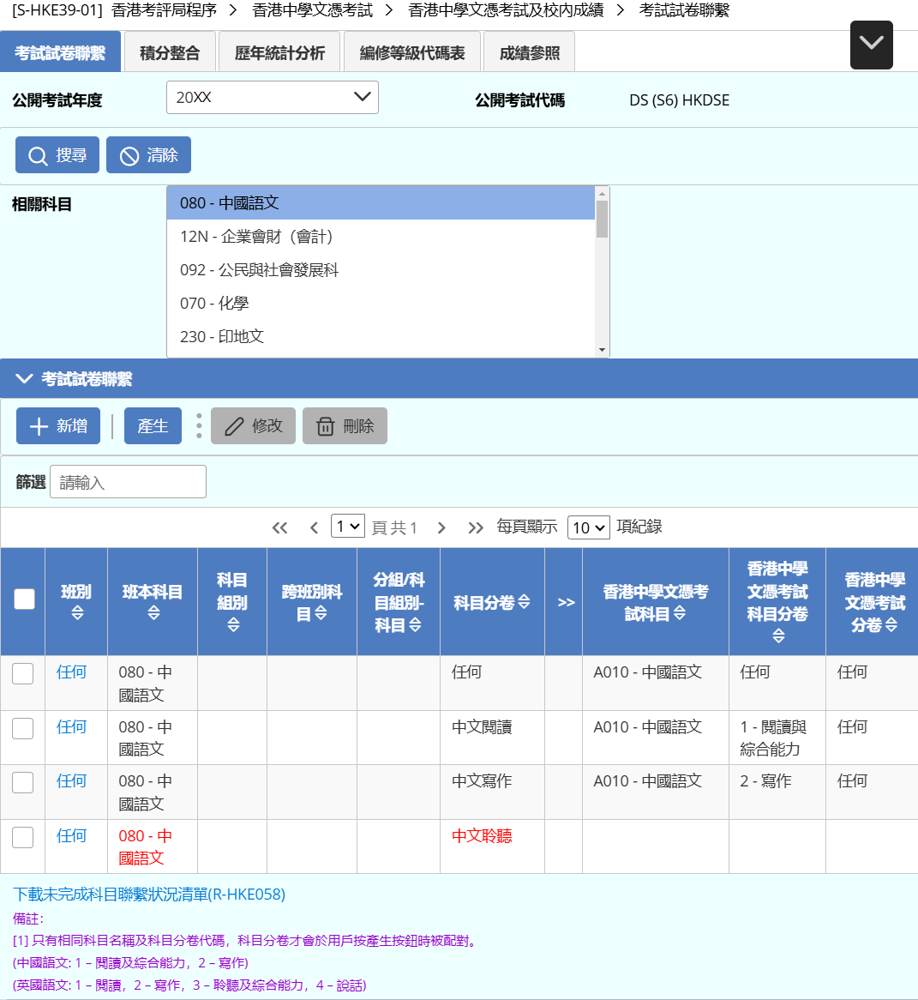 [S-HKE39-01] 香港考評局程序 > 香港中學文憑考試 > 香港中學文憑考試及校內成績 > 考試試卷聯繫
考試試卷聯繫 積分整合 歷年統計分析 編修等級代碼表 成績參照
公開考試年度 20XX 公開考試代碼 DS (S6) HKDSE
搜尋 清除
相關科目 080 - 中國語文
12N - 企業會財（會計）
092 - 公民與社會發展科
070 - 化學
230 - 印地文
考試試卷聯繫
新增 產生 修改 刪除
篩選 請輸入
<< < 1 頁 共 1 > >> 每頁顯示 10 項紀錄
班別 班本科目 科目組別 跨班別科目 分組/科目組別-科目 科目分卷 >> 香港中學文憑考試科目 香港中學文憑考試科目分卷 香港中學文憑考試分卷
任何 080 - 中國語文 任何 A010 - 中國語文 任何 任何
任何 080 - 中國語文 中文閱讀 A010 - 中國語文 1 - 閱讀與綜合能力 任何
任何 080 - 中國語文 中文寫作 A010 - 中國語文 2 - 寫作 任何
任何 080 - 中國語文 中文聆聽
下載未完成科目聯繫狀況清單(R-HKE058)
備註：
[1] 只有相同科目名稱及科目分卷代碼，科目分卷才會於用戶按產生按鈕時被配對。
(中國語文: 1 – 閱讀及綜合能力，2 – 寫作)
(英國語文: 1 – 閱讀，2 – 寫作，3 – 聆聽及綜合能力，4 – 說話)